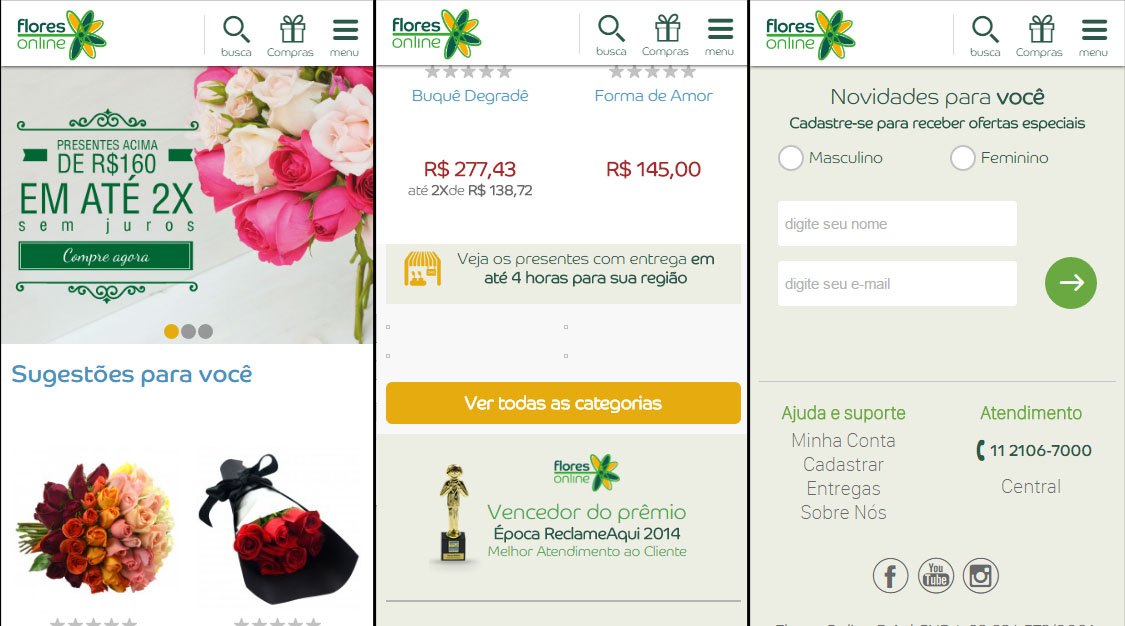 flores
online
busca
Compras
menu
PRESENTES ACIMA
DE R$160
EM ATÉ 2X
sem juros
Compre agora
Sugestões para você
flores
online
busca
Compras
menu
Buquê Degradê
Forma de Amor
R$ 277,43
até 2Xde R$ 138,72
R$ 145,00
Veja os presentes com entrega em
até 4 horas para sua região
Ver todas as categorias
flores
online
Vencedor do prêmio
Época ReclameAqui 2014
Melhor Atendimento ao Cliente
flores
online
busca
Compras
menu
Novidades para você
Cadastre-se para receber ofertas especiais
Masculino
Feminino
digite seu nome
digite seu e-mail
Ajuda e suporte
Minha Conta
Cadastrar
Entregas
Sobre Nós
Atendimento
11 2106-7000
Central
f
You
Tube